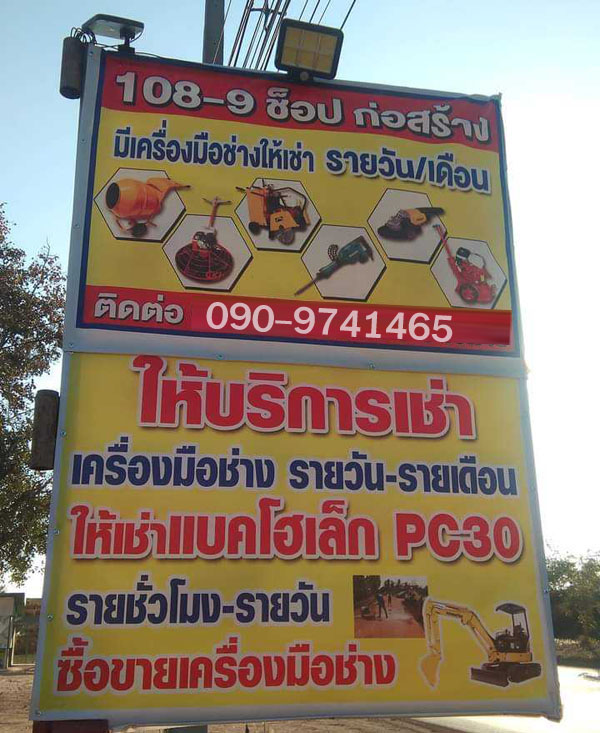 108-9 ช็อป ก่อสร้าง
มีเครื่องมือช่างให้เช่า รายวัน/เดือน
ติดต่อ 090-9741465
ให้บริการเช่า
เครื่องมือช่าง รายวัน-รายเดือน
ให้เช่าแบคโฮเล็ก PC30
รายชั่วโมง-รายวัน
ซื้อขายเครื่องมือช่าง